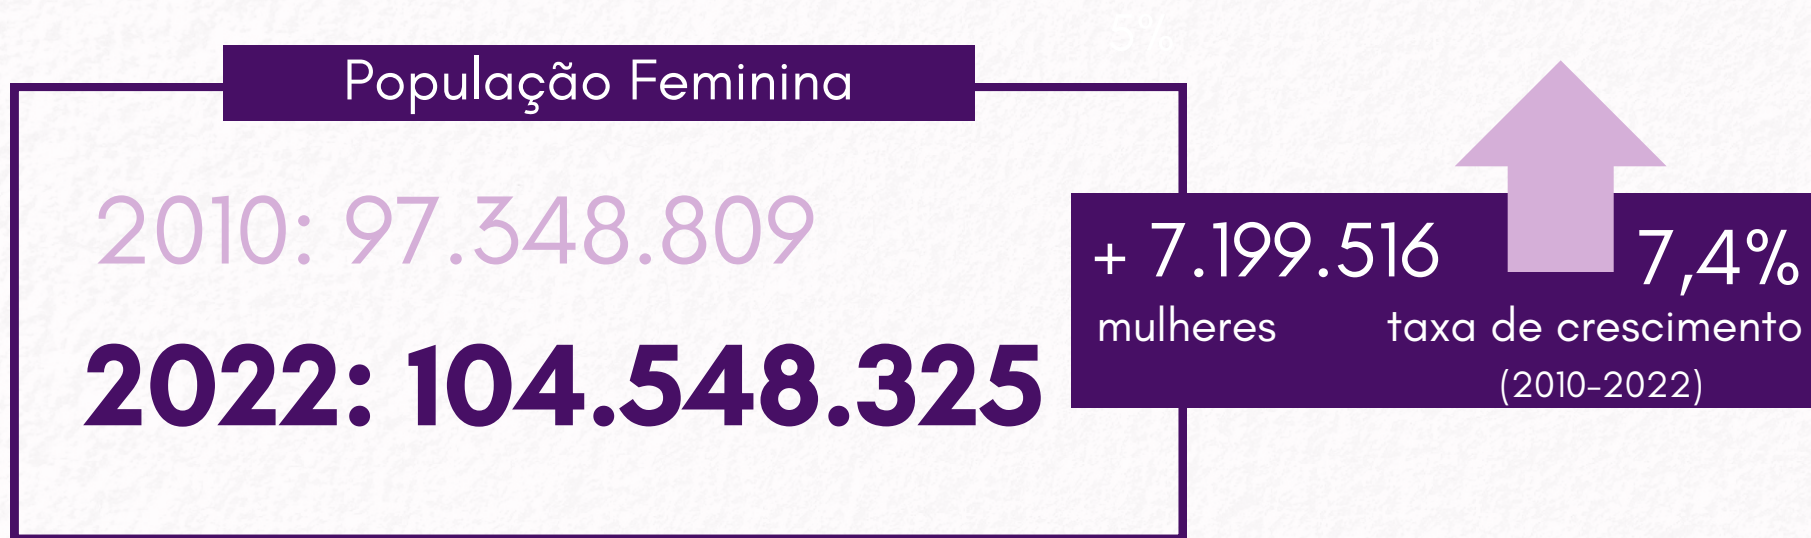 População Feminina
2010: 97.348.809
2022: 104.548.325
+ 7.199.516
mulheres
7,4%
taxa de crescimento
(2010-2022)